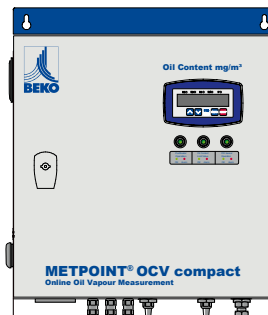 Oil Content mg/m³
BEKO
METPOINT® OCV compact
Online Oil Vapour Measurement